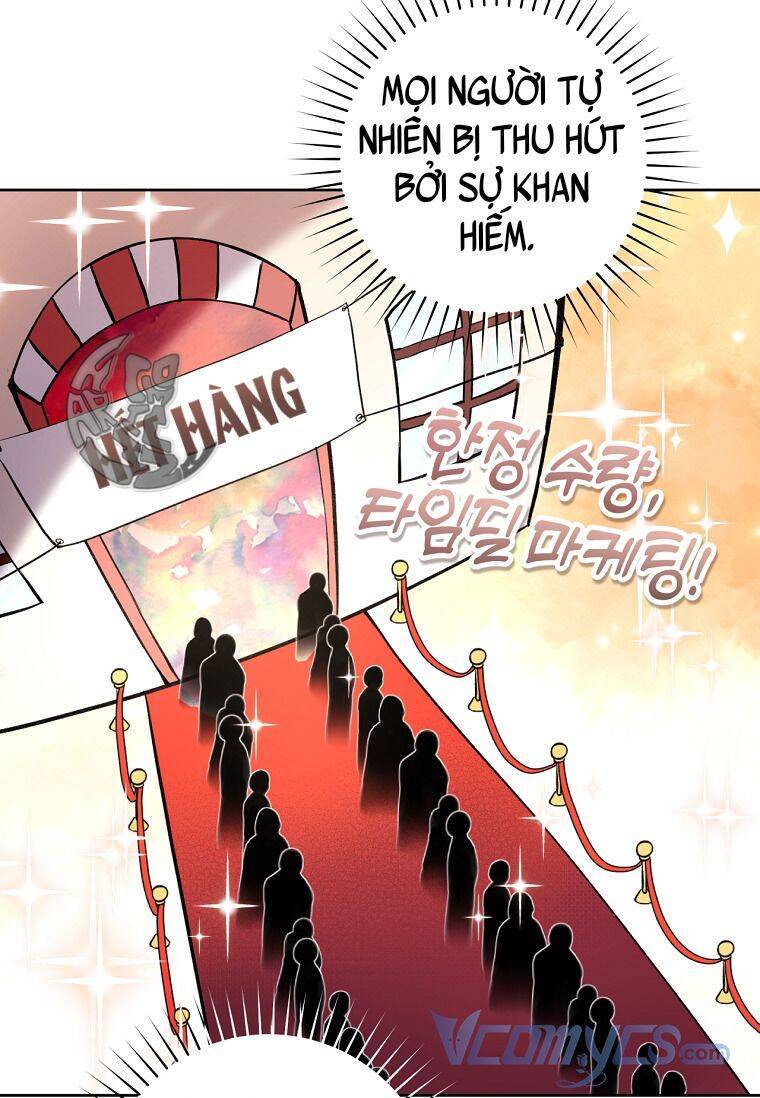 MỌI NGƯỜI TỰ
NHIÊN BỊ THU HÚT
BỞI SỰ KHAN
HIẾM.
HẾT HÀNG
한정 수량,
타임딜 마케팅!
VCOMYCS.com